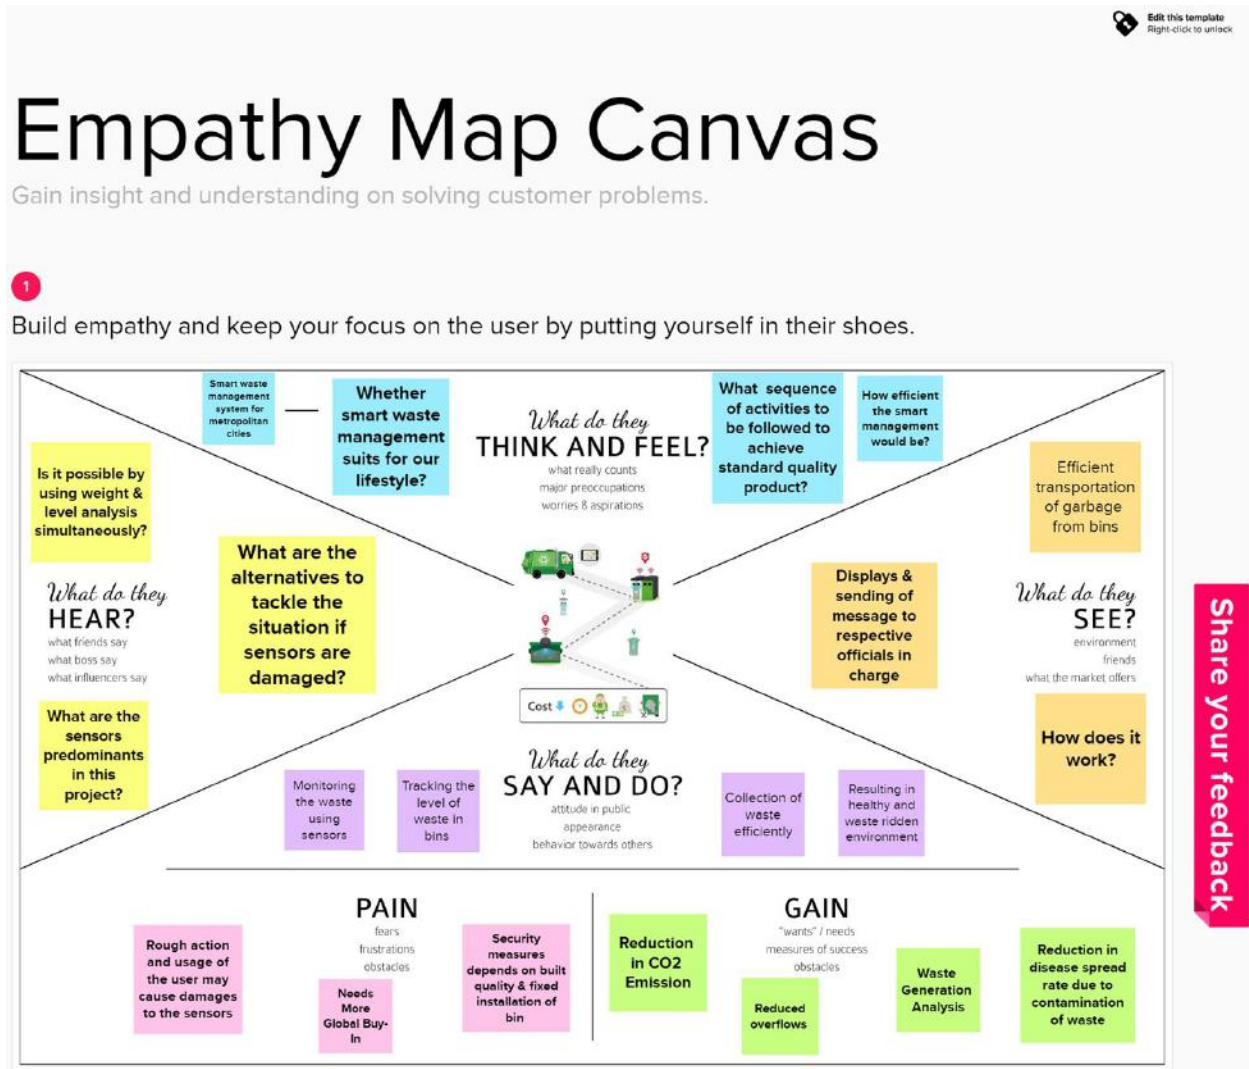 Edit this template
Right-click to unlock
Empathy Map Canvas
Gain insight and understanding on solving customer problems.
1
Build empathy and keep your focus on the user by putting yourself in their shoes.
Smart waste
management
system for
metropolitan
cities
Whether
smart waste
management
suits for our
lifestyle?
What do they
THINK AND FEEL?
what really counts
major preoccupations
worries & aspirations
What sequence
of activities to
be followed to
achieve
standard quality
product?
How efficient
the smart
management
would be?
Is it possible by
using weight &
level analysis
simultaneously?
What are the
alternatives to
tackle the
situation if
sensors are
damaged?
What do they
HEAR?
what friends say
what boss say
what influencers say
What are the
sensors
predominants
in this
project?
Efficient
transportation
of garbage
from bins
Displays &
sending of
message to
respective
officials in
charge
What do they
SEE?
environment
friends
what the market offers
How does it
work?
Cost
What do they
SAY AND DO?
attitude in public
appearance
behavior towards others
Monitoring
the waste
using
sensors
Tracking the
level of
waste in
bins
Collection of
waste
efficiently
Resulting in
healthy and
waste ridden
environment
PAIN
fears
frustrations
obstacles
Rough action
and usage of
the user may
cause damages
to the sensors
Needs
More
Global Buy-
In
Security
measures
depends on built
quality & fixed
installation of
bin
GAIN
"wants" / needs
measures of success
obstacles
Reduction
in CO2
Emission
Reduced
overflows
Waste
Generation
Analysis
Reduction in
disease spread
rate due to
contamination
of waste
Share your feedback